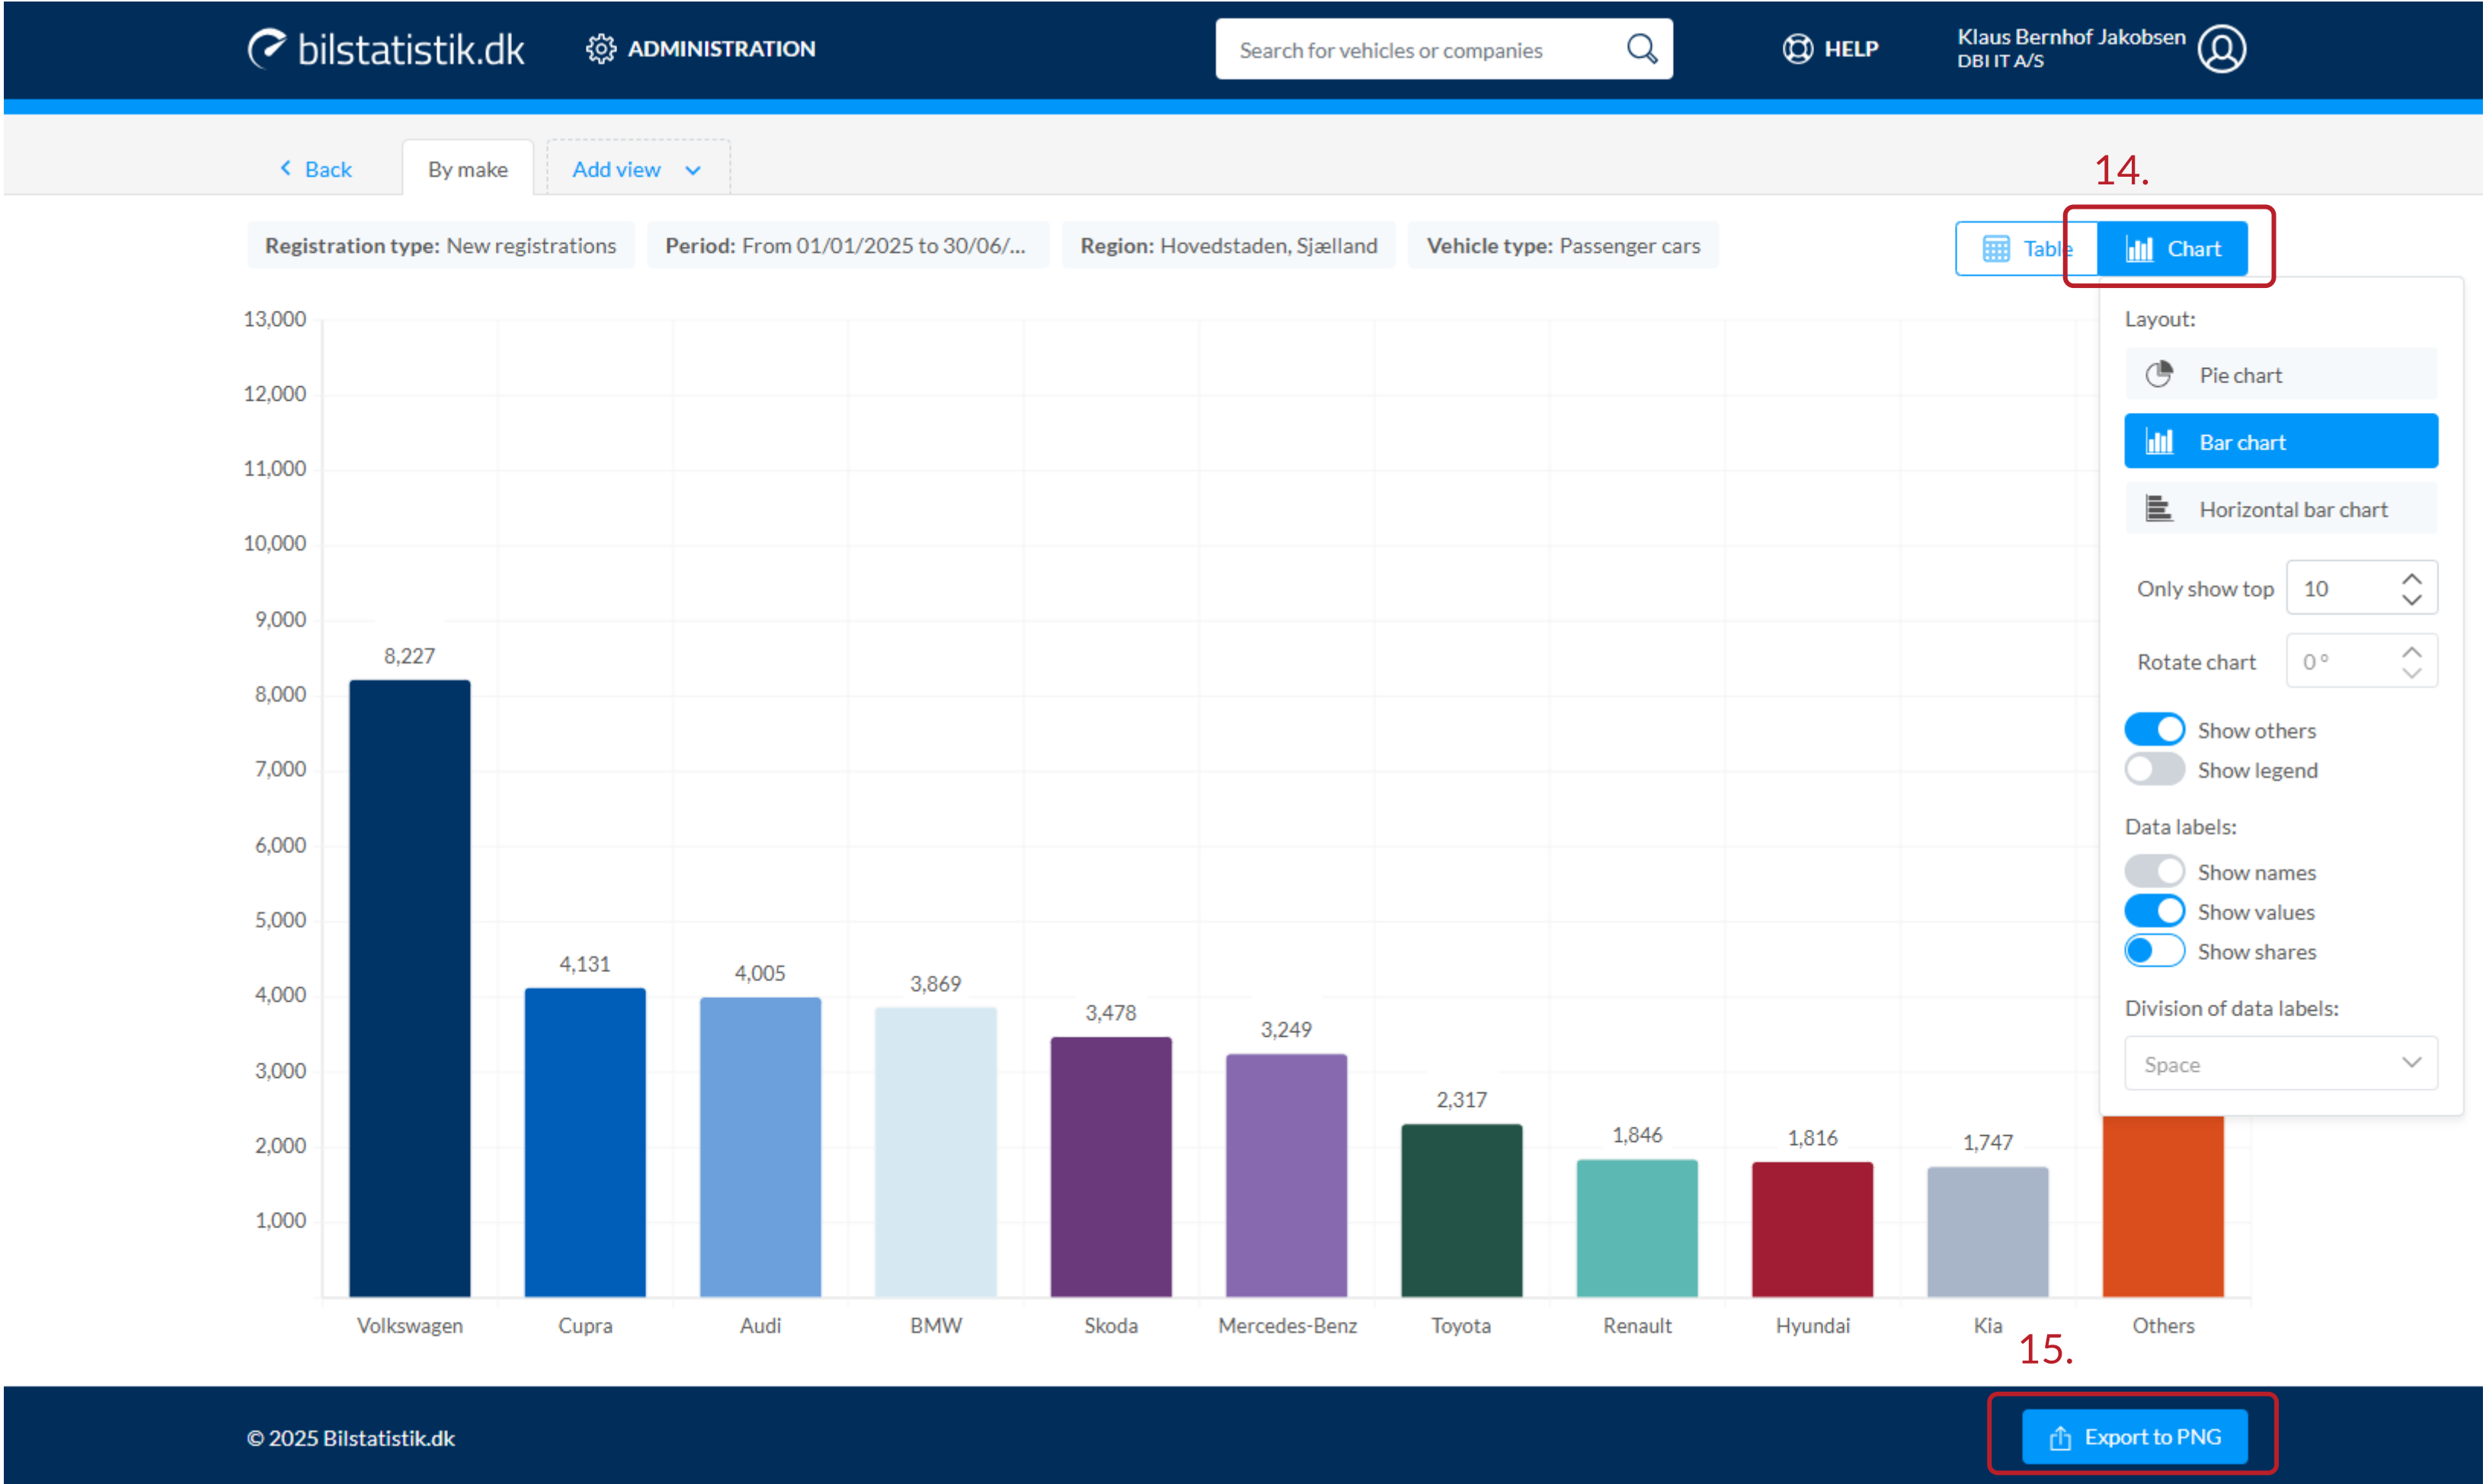 bilstatistik.dk
ADMINISTRATION
Search for vehicles or companies
HELP
Klaus Bernhof Jakobsen
DBI IT A/S
Back
By make
Add view
14.
Registration type: New registrations
Period: From 01/01/2025 to 30/06/...
Region: Hovedstaden, Sjælland
Vehicle type: Passenger cars
Table
Chart
Layout:
Pie chart
Bar chart
Horizontal bar chart
Only show top 10
Rotate chart 0 °
Show others
Show legend
Data labels:
Show names
Show values
Show shares
Division of data labels:
Space
13,000
12,000
11,000
10,000
9,000
8,000
7,000
6,000
5,000
4,000
3,000
2,000
1,000
8,227
4,131
4,005
3,869
3,478
3,249
2,317
1,846
1,816
1,747
Volkswagen
Cupra
Audi
BMW
Skoda
Mercedes-Benz
Toyota
Renault
Hyundai
Kia
Others
15.
© 2025 Bilstatistik.dk
Export to PNG